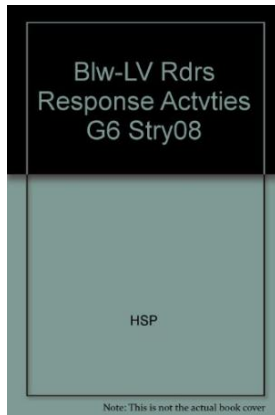 Blw-LV Rdrs
Response Actvties
G6 Stry08
HSP
Note: This is not the actual book cover